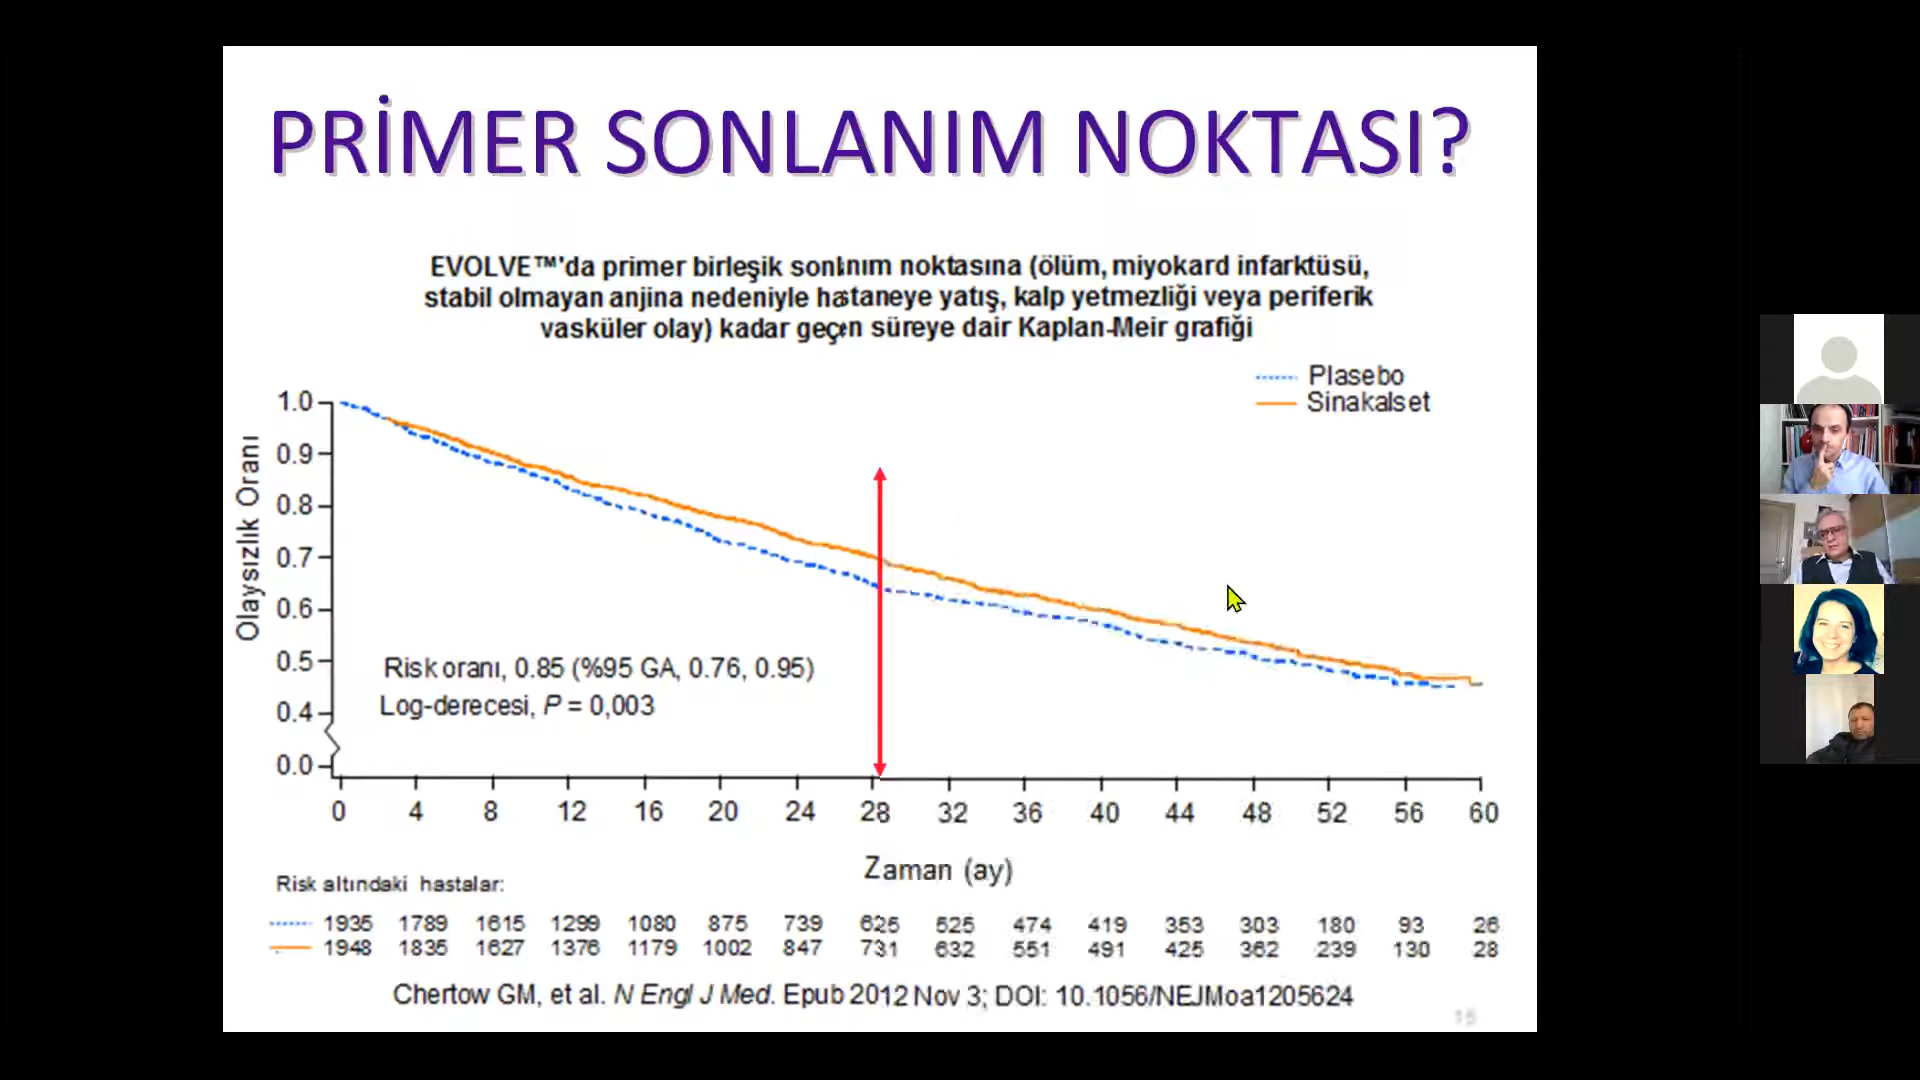 PRİMER SONLANIM NOKTASI?
EVOLVE™'da primer birleşik sonlnım noktasına (ölüm, miyokard infarktüsü,
stabil olmayan anjina nedeniyle hastaneye yatış, kalp yetmezliği veya periferik
vasküler olay) kadar geçen süreye dair Kaplan-Meir grafiği
Plasebo
Sinakalset
Olaysızlık Oranı
1.0
0.9
0.8
0.7
0.6
0.5
0.4
0.0
Risk oranı, 0.85 (%95 GA, 0.76, 0.95)
Log-derecesi, P = 0,003
0 4 8 12 16 20 24 28 32 36 40 44 48 52 56 60
Zaman (ay)
Risk altındaki hastalar:
1935 1789 1615 1299 1080 875 739 625 525 474 419 353 303 180 93 26
1948 1835 1627 1376 1179 1002 847 731 632 551 491 425 362 239 130 28
Chertow GM, et al. N Engl J Med. Epub 2012 Nov 3; DOI: 10.1056/NEJMoa1205624
15